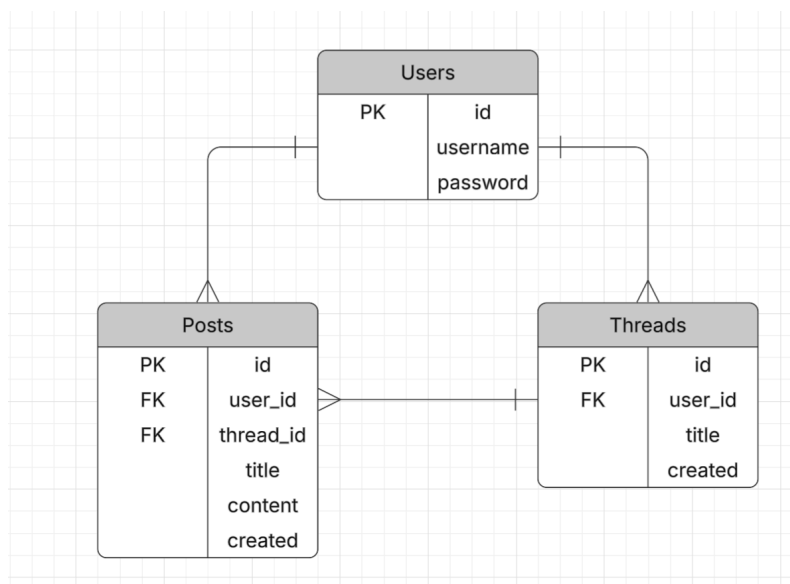 Users
PK id
username
password
Posts
PK id
FK user_id
FK thread_id
title
content
created
Threads
PK id
FK user_id
title
created